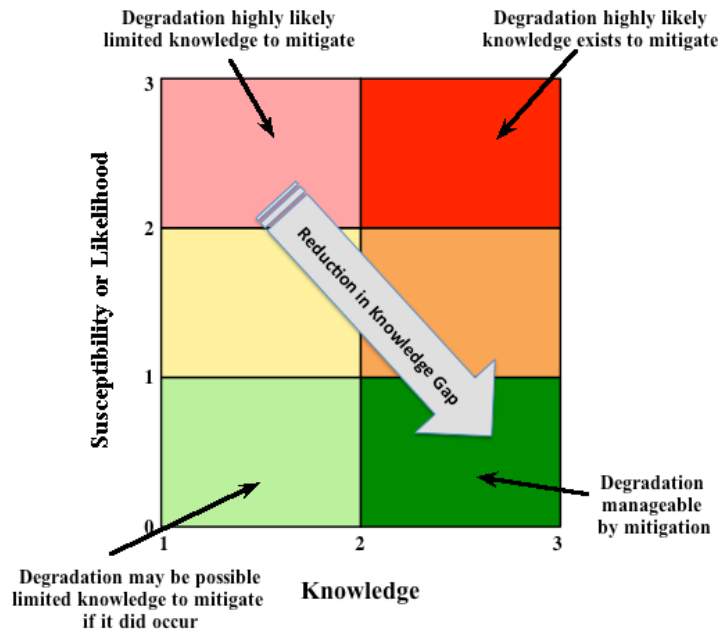 Degradation highly likely
limited knowledge to mitigate
Degradation highly likely
knowledge exists to mitigate
3
2
1
0
Susceptibility or Likelihood
Reduction in Knowledge Gap
Degradation
manageable
by mitigation
1
2
3
Degradation may be possible
limited knowledge to mitigate
if it did occur
Knowledge